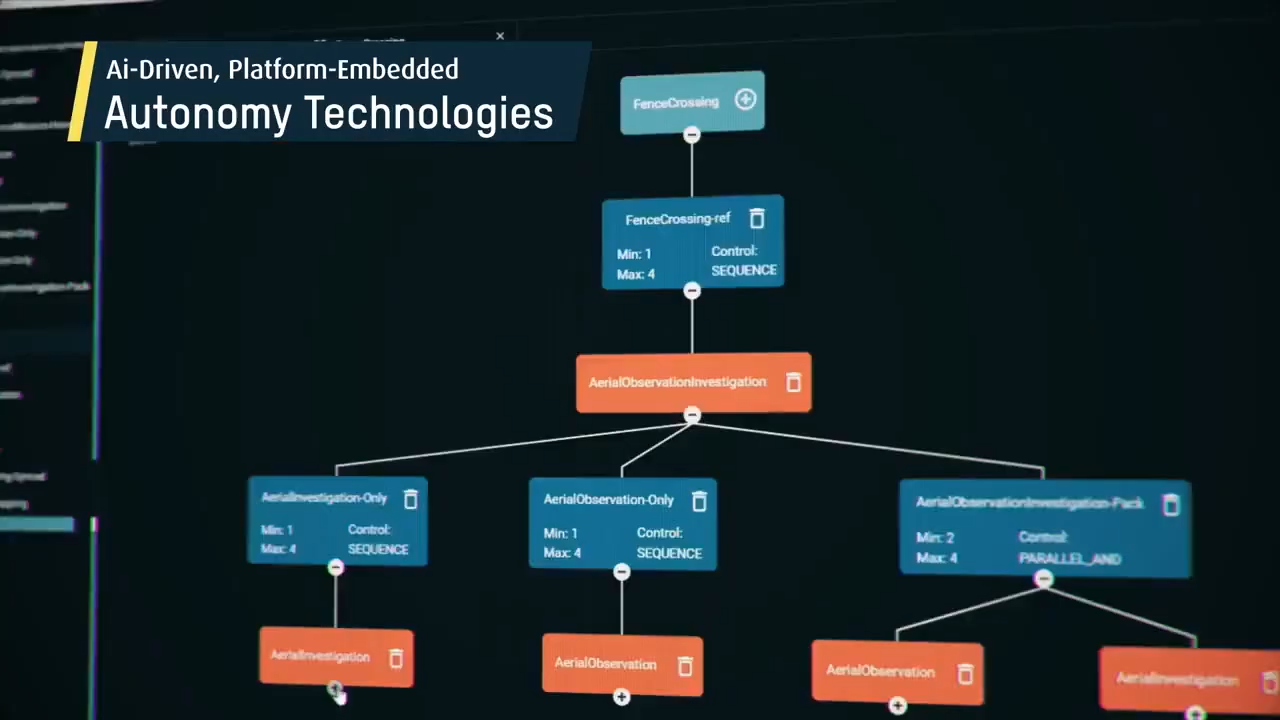 Ai-Driven, Platform-Embedded
Autonomy Technologies
FenceCrossing
FenceCrossing-ref
Min: 1 Control:
Max: 4 SEQUENCE
AerialObservationInvestigation
AerialInvestigation-Only
Min: 1 Control:
Max: 4 SEQUENCE
AerialObservation-Only
Min: 1 Control:
Max: 4 SEQUENCE
AerialObservationInvestigation-Pack
Min: 2 Control:
Max: 4 PARALLEL_AND
AerialInvestigation
AerialObservation
AerialObservation
AerialInvestigation